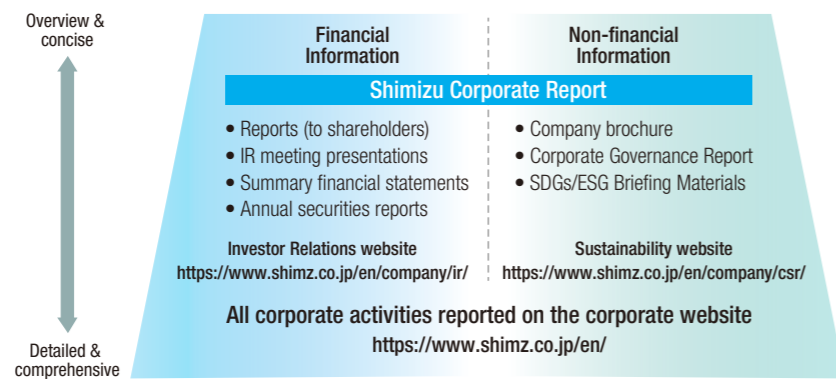 Overview &
concise
Financial
Information
Non-financial
Information
Shimizu Corporate Report
• Reports (to shareholders)
• IR meeting presentations
• Summary financial statements
• Annual securities reports
• Company brochure
• Corporate Governance Report
• SDGs/ESG Briefing Materials
Investor Relations website
https://www.shimz.co.jp/en/company/ir/
Sustainability website
https://www.shimz.co.jp/en/company/csr/
All corporate activities reported on the corporate website
https://www.shimz.co.jp/en/
Detailed &
comprehensive